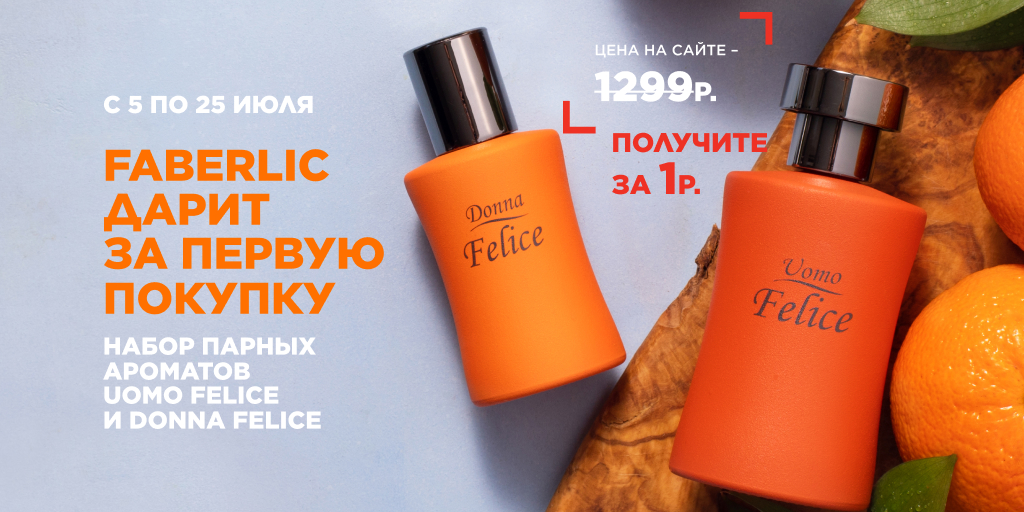 С 5 ПО 25 ИЮЛЯ
FABERLIC
ДАРИТ
ЗА ПЕРВУЮ
ПОКУПКУ
НАБОР ПАРНЫХ
АРОМАТОВ
UOMO FELICE
И DONNA FELICE
ЦЕНА НА САЙТЕ –
1299Р.
ПОЛУЧИТЕ
ЗА 1Р.
Donna
Felice
Uomo
Felice